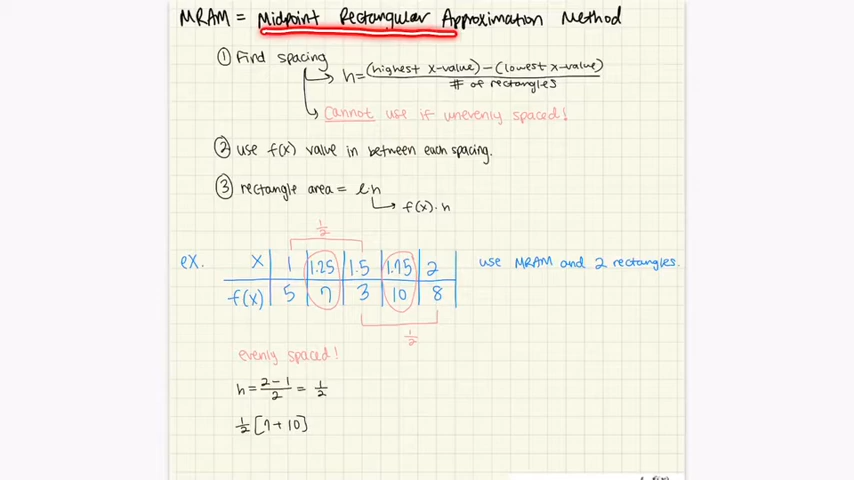 MRAM = Midpoint Rectangular Approximation Method
① Find spacing
h = (highest x-value) - (lowest x-value) / # of rectangles
Cannot use if unevenly spaced!
② use f(x) value in between each spacing.
③ rectangle area = l·h
f(x)·h
1/2
ex. x | 1 | 1.25 | 1.5 | 1.75 | 2 use MRAM and 2 rectangles.
f(x) | 5 | 7 | 3 | 10 | 8
1/2
evenly spaced!
h = 2-1 / 2 = 1/2
1/2 [7+10]